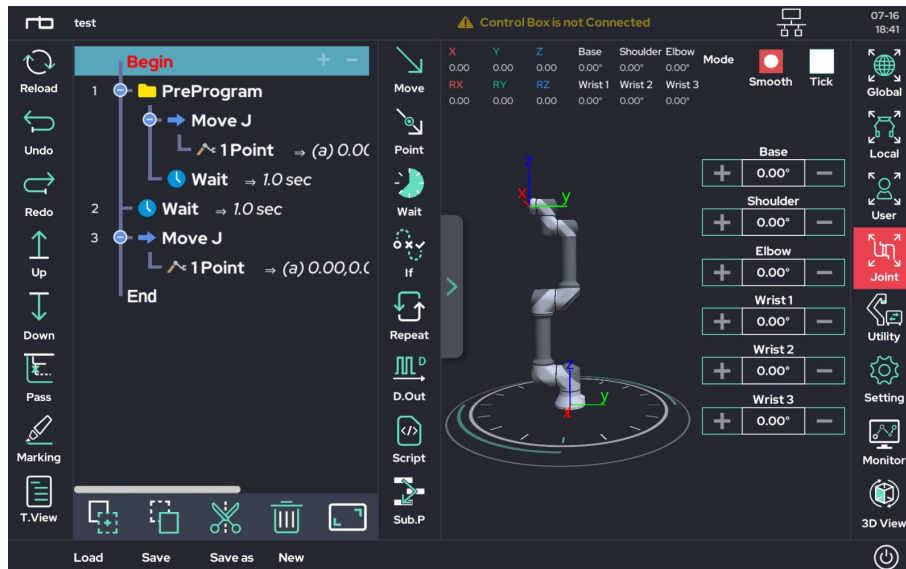 test
Control Box is not Connected
07-16
18:41
Reload
Undo
Redo
Up
Down
Pass
Marking
T.View
Begin + -
1 PreProgram
Move J
1 Point ⇒ (a) 0.00
Wait ⇒ 1.0 sec
2 Wait ⇒ 1.0 sec
3 Move J
1 Point ⇒ (a) 0.00,0.0
End
Move
Point
Wait
If
Repeat
D
D.Out
</>
Script
Sub.P
X Y Z Base Shoulder Elbow
0.00 0.00 0.00 0.00° 0.00° 0.00°
RX RY RZ Wrist 1 Wrist 2 Wrist 3
0.00 0.00 0.00 0.00° 0.00° 0.00°
Mode
Smooth
Tick
z
x y
z
y
x
>
Base
+ 0.00° -
Shoulder
+ 0.00° -
Elbow
+ 0.00° -
Wrist 1
+ 0.00° -
Wrist 2
+ 0.00° -
Wrist 3
+ 0.00° -
Global
Local
User
Joint
Utility
Setting
Monitor
3D View
Load Save Save as New